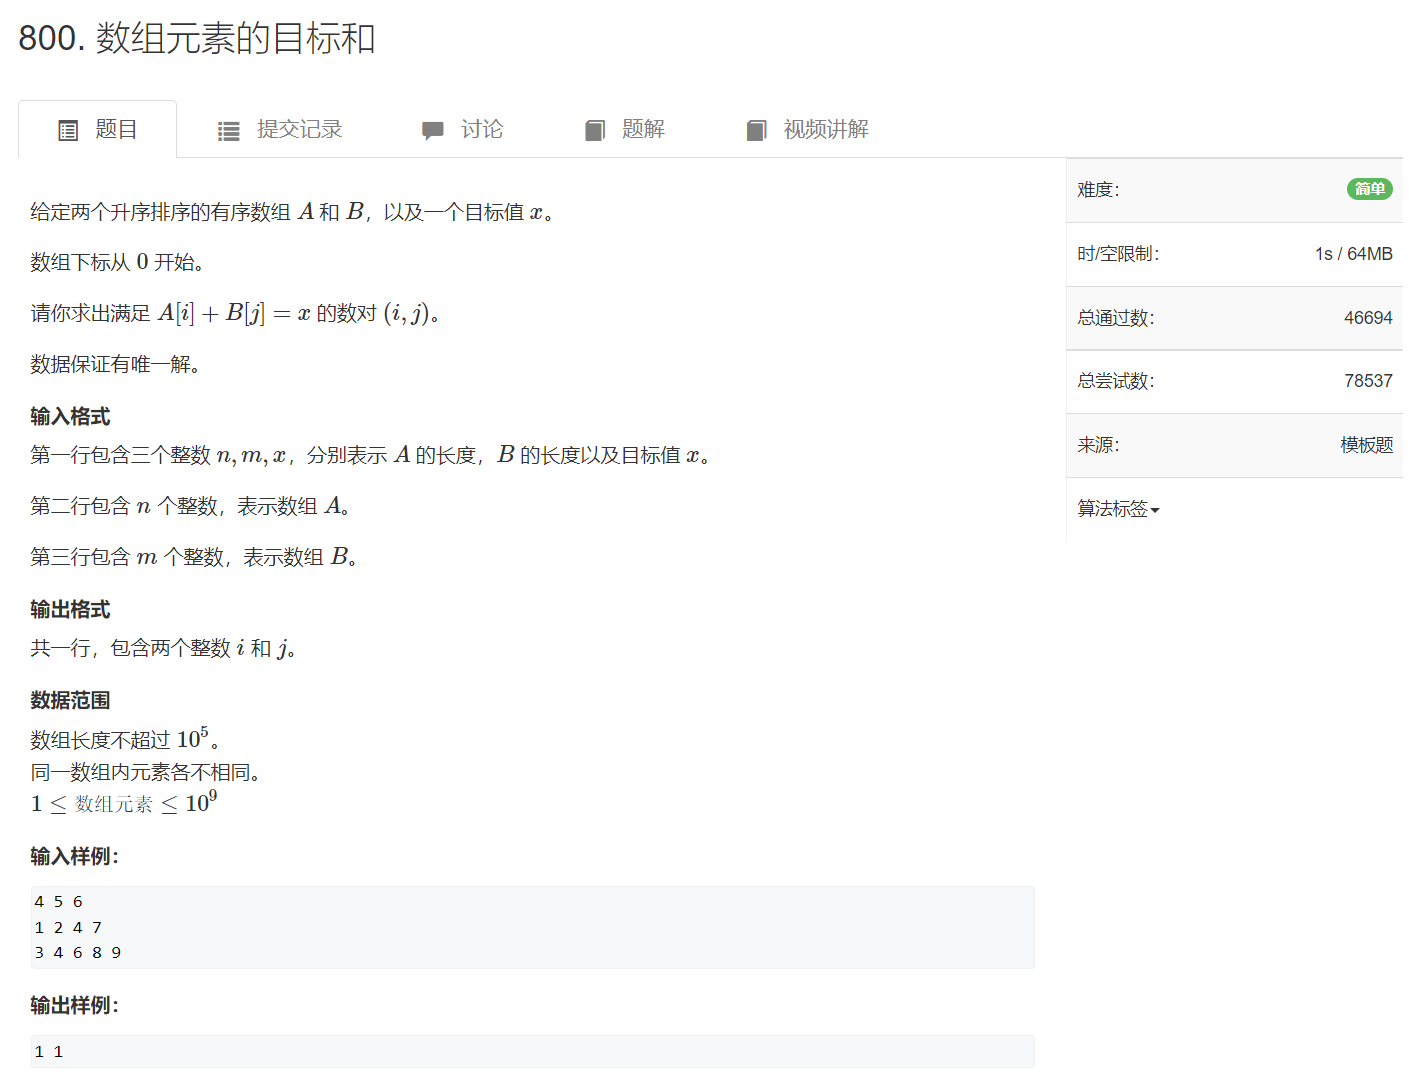 800. 数组元素的目标和
题目
提交记录
讨论
题解
视频讲解
给定两个升序排序的有序数组 A 和 B，以及一个目标值 x。
数组下标从 0 开始。
请你求出满足 A[i] + B[j] = x 的数对 (i, j)。
数据保证有唯一解。
输入格式
第一行包含三个整数 n, m, x，分别表示 A 的长度，B 的长度以及目标值 x。
第二行包含 n 个整数，表示数组 A。
第三行包含 m 个整数，表示数组 B。
输出格式
共一行，包含两个整数 i 和 j。
数据范围
数组长度不超过 10⁵。
同一数组内元素各不相同。
1 ≤ 数组元素 ≤ 10⁹
输入样例：
4 5 6
1 2 4 7
3 4 6 8 9
输出样例：
1 1
难度： 简单
时/空限制： 1s / 64MB
总通过数： 46694
总尝试数： 78537
来源： 模板题
算法标签